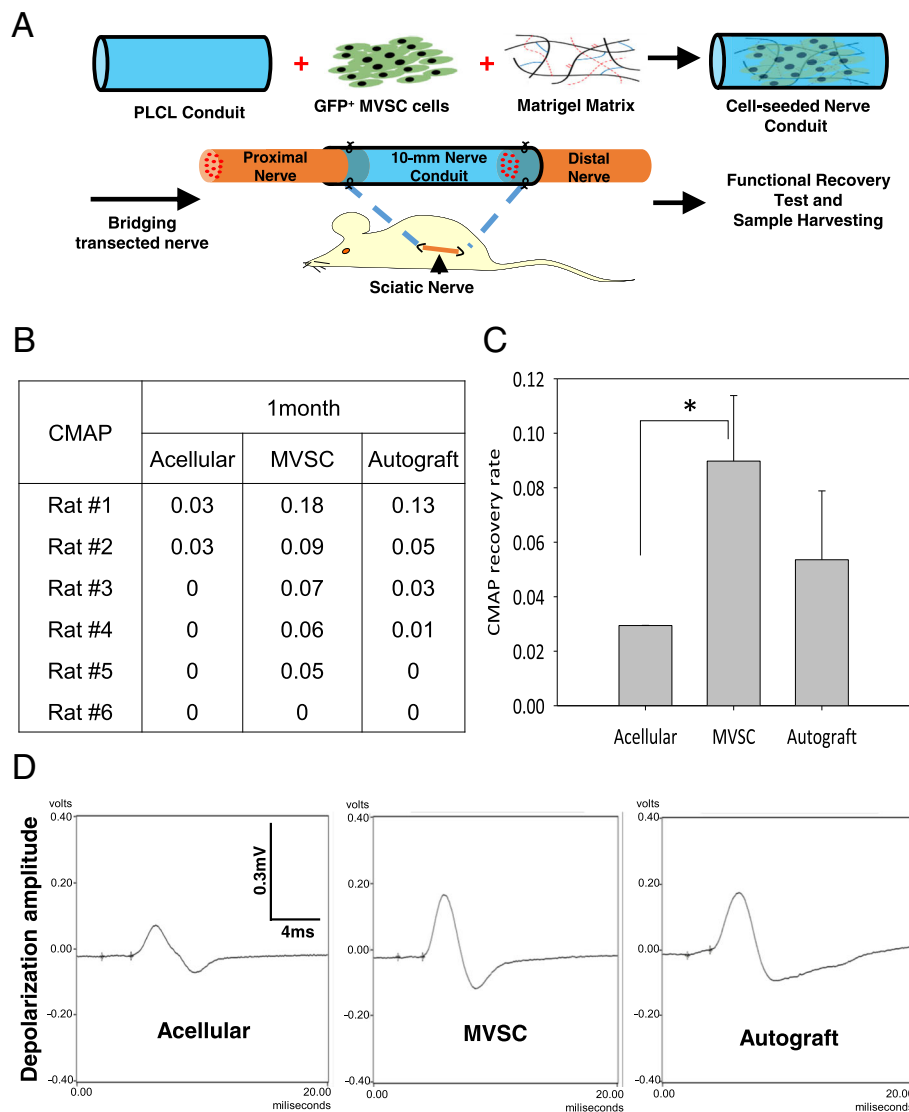 A
+
+
PLCL Conduit
GFP+ MVSC cells
Matrigel Matrix
Cell-seeded Nerve
Conduit
Proximal
Nerve
10-mm Nerve
Conduit
Distal
Nerve
Bridging
transected nerve
Functional Recovery
Test and
Sample Harvesting
Sciatic Nerve
B
CMAP
1month
Acellular MVSC Autograft
Rat #1 0.03 0.18 0.13
Rat #2 0.03 0.09 0.05
Rat #3 0 0.07 0.03
Rat #4 0 0.06 0.01
Rat #5 0 0.05 0
Rat #6 0 0 0
C
CMAP recovery rate
0.12
0.10
0.08
0.06
0.04
0.02
0.00
*
Acellular MVSC Autograft
D
Depolarization amplitude
volts
0.40
0.20
0.00
-0.20
-0.40
0.3mV
4ms
Acellular
0.00 20.00
miliseconds
volts
0.40
0.20
0.00
-0.20
-0.40
MVSC
0.00 20.00
miliseconds
volts
0.40
0.20
0.00
-0.20
-0.40
Autograft
0.00 20.00
miliseconds